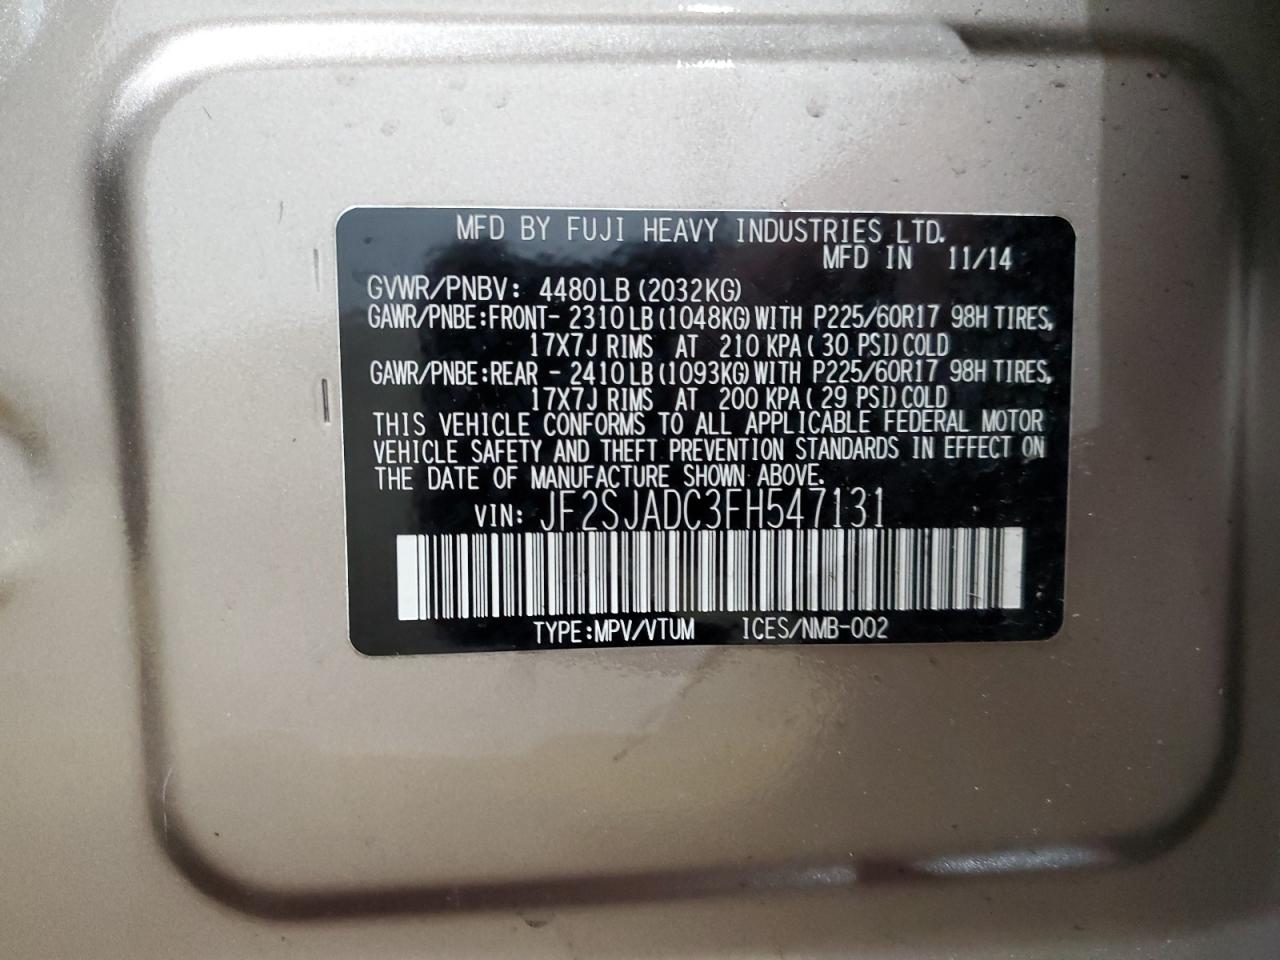 MFD BY FUJI HEAVY INDUSTRIES LTD.
MFD IN 11/14
GVWR/PNBV: 4480LB (2032KG)
GAWR/PNBE:FRONT- 2310LB (1048KG) WITH P225/60R17 98H TIRES,
17X7J RIMS AT 210 KPA ( 30 PSI) COLD
GAWR/PNBE:REAR - 2410LB (1093KG) WITH P225/60R17 98H TIRES,
17X7J RIMS AT 200 KPA ( 29 PSI) COLD
THIS VEHICLE CONFORMS TO ALL APPLICABLE FEDERAL MOTOR
VEHICLE SAFETY AND THEFT PREVENTION STANDARDS IN EFFECT ON
THE DATE OF MANUFACTURE SHOWN ABOVE.
VIN: JF2SJADC3FH547131
TYPE:MPV/VTUM ICES/NMB-002